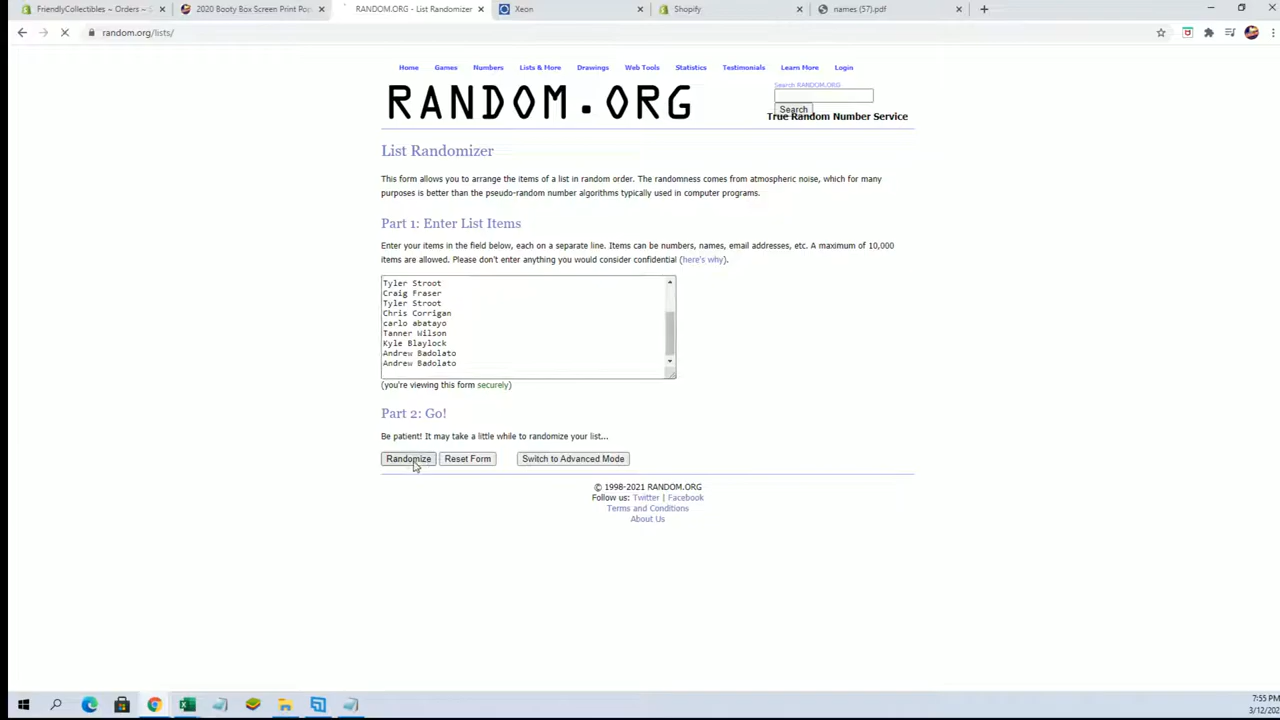 FriendlyCollectibles ~ Orders ~ S
2020 Booty Box Screen Print Pop
RANDOM.ORG - List Randomizer
Xeon
Shopify
names (57).pdf
random.org/lists/
Home
Games
Numbers
Lists & More
Drawings
Web Tools
Statistics
Testimonials
Learn More
Login
RANDOM.ORG
Search RANDOM.ORG
Search
True Random Number Service
List Randomizer
This form allows you to arrange the items of a list in random order. The randomness comes from atmospheric noise, which for many
purposes is better than the pseudo-random number algorithms typically used in computer programs.
Part 1: Enter List Items
Enter your items in the field below, each on a separate line. Items can be numbers, names, email addresses, etc. A maximum of 10,000
items are allowed. Please don't enter anything you would consider confidential (here's why).
Tyler Stroot
Craig Fraser
Tyler Stroot
Chris Corrigan
carlo abatayo
Tanner Wilson
Kyle Blaylock
Andrew Badolato
Andrew Badolato
(you're viewing this form securely)
Part 2: Go!
Be patient! It may take a little while to randomize your list...
Randomize
Reset Form
Switch to Advanced Mode
© 1998-2021 RANDOM.ORG
Follow us: Twitter | Facebook
Terms and Conditions
About Us
7:55 PM
3/12/202